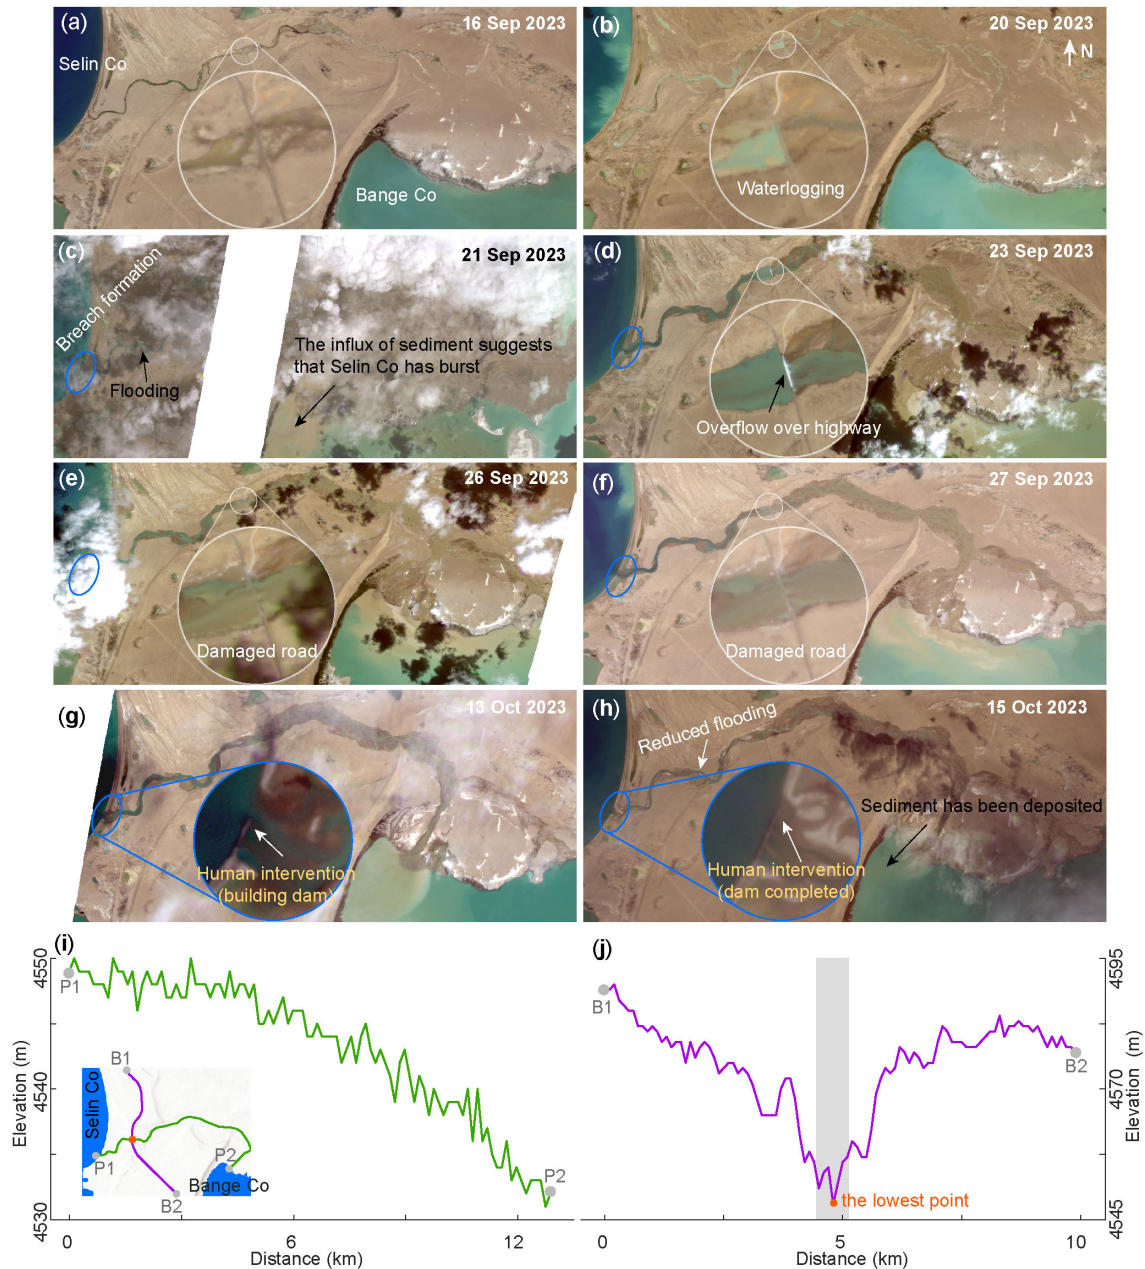 (a)
16 Sep 2023
Selin Co
Bange Co
(b)
20 Sep 2023
N
Waterlogging
(c)
21 Sep 2023
Breach formation
Flooding
The influx of sediment suggests
that Selin Co has burst
(d)
23 Sep 2023
Overflow over highway
(e)
26 Sep 2023
Damaged road
(f)
27 Sep 2023
Damaged road
(g)
13 Oct 2023
Human intervention
(building dam)
(h)
15 Oct 2023
Reduced flooding
Sediment has been deposited
Human intervention
(dam completed)
(i)
4550
4540
4530
Elevation (m)
P1
P2
B1
Selin Co
P1
P2
Bange Co
B2
0
6
12
Distance (km)
(j)
4595
4570
4545
Elevation (m)
B1
B2
the lowest point
0
5
10
Distance (km)